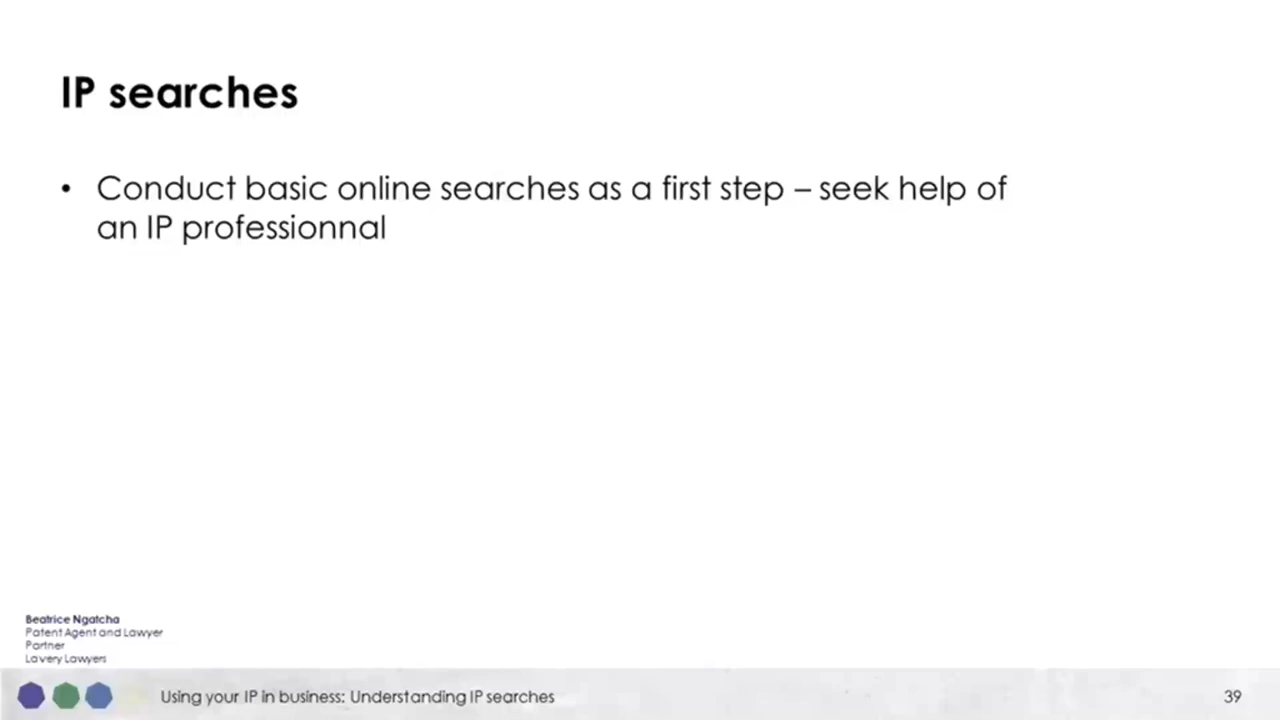 IP searches
• Conduct basic online searches as a first step – seek help of
an IP professionnal
Beatrice Ngatcha
Patent Agent and Lawyer
Partner
Lavery Lawyers
Using your IP in business: Understanding IP searches
39